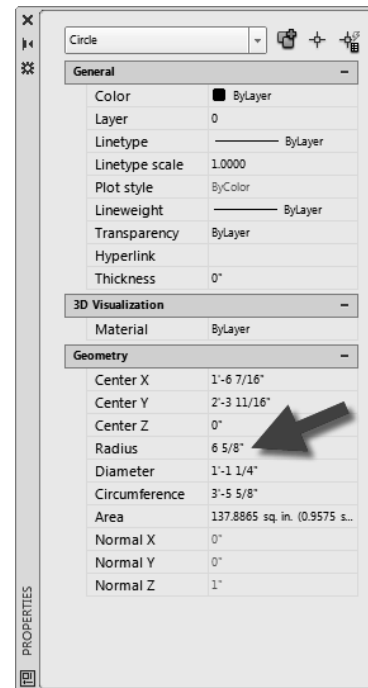 Circle
General
Color ByLayer
Layer 0
Linetype ByLayer
Linetype scale 1.0000
Plot style ByColor
Lineweight ByLayer
Transparency ByLayer
Hyperlink
Thickness 0"
3D Visualization
Material ByLayer
Geometry
Center X 1'-6 7/16"
Center Y 2'-3 11/16"
Center Z 0"
Radius 6 5/8"
Diameter 1'-1 1/4"
Circumference 3'-5 5/8"
Area 137.8865 sq. in. (0.9575 s...
Normal X 0"
Normal Y 0"
Normal Z 1"
PROPERTIES